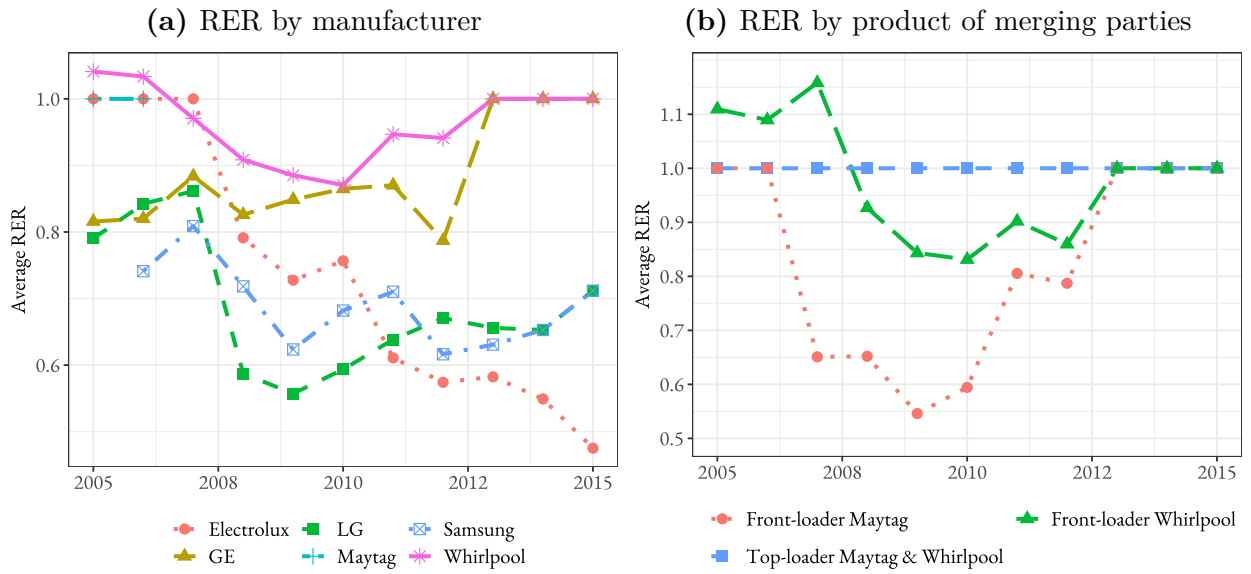 (a) RER by manufacturer
Average RER
1.0
0.8
0.6
2005 2008 2010 2012 2015
Electrolux LG Samsung
GE Maytag Whirlpool
(b) RER by product of merging parties
Average RER
1.1
1.0
0.9
0.8
0.7
0.6
0.5
2005 2008 2010 2012 2015
Front-loader Maytag Front-loader Whirlpool
Top-loader Maytag & Whirlpool